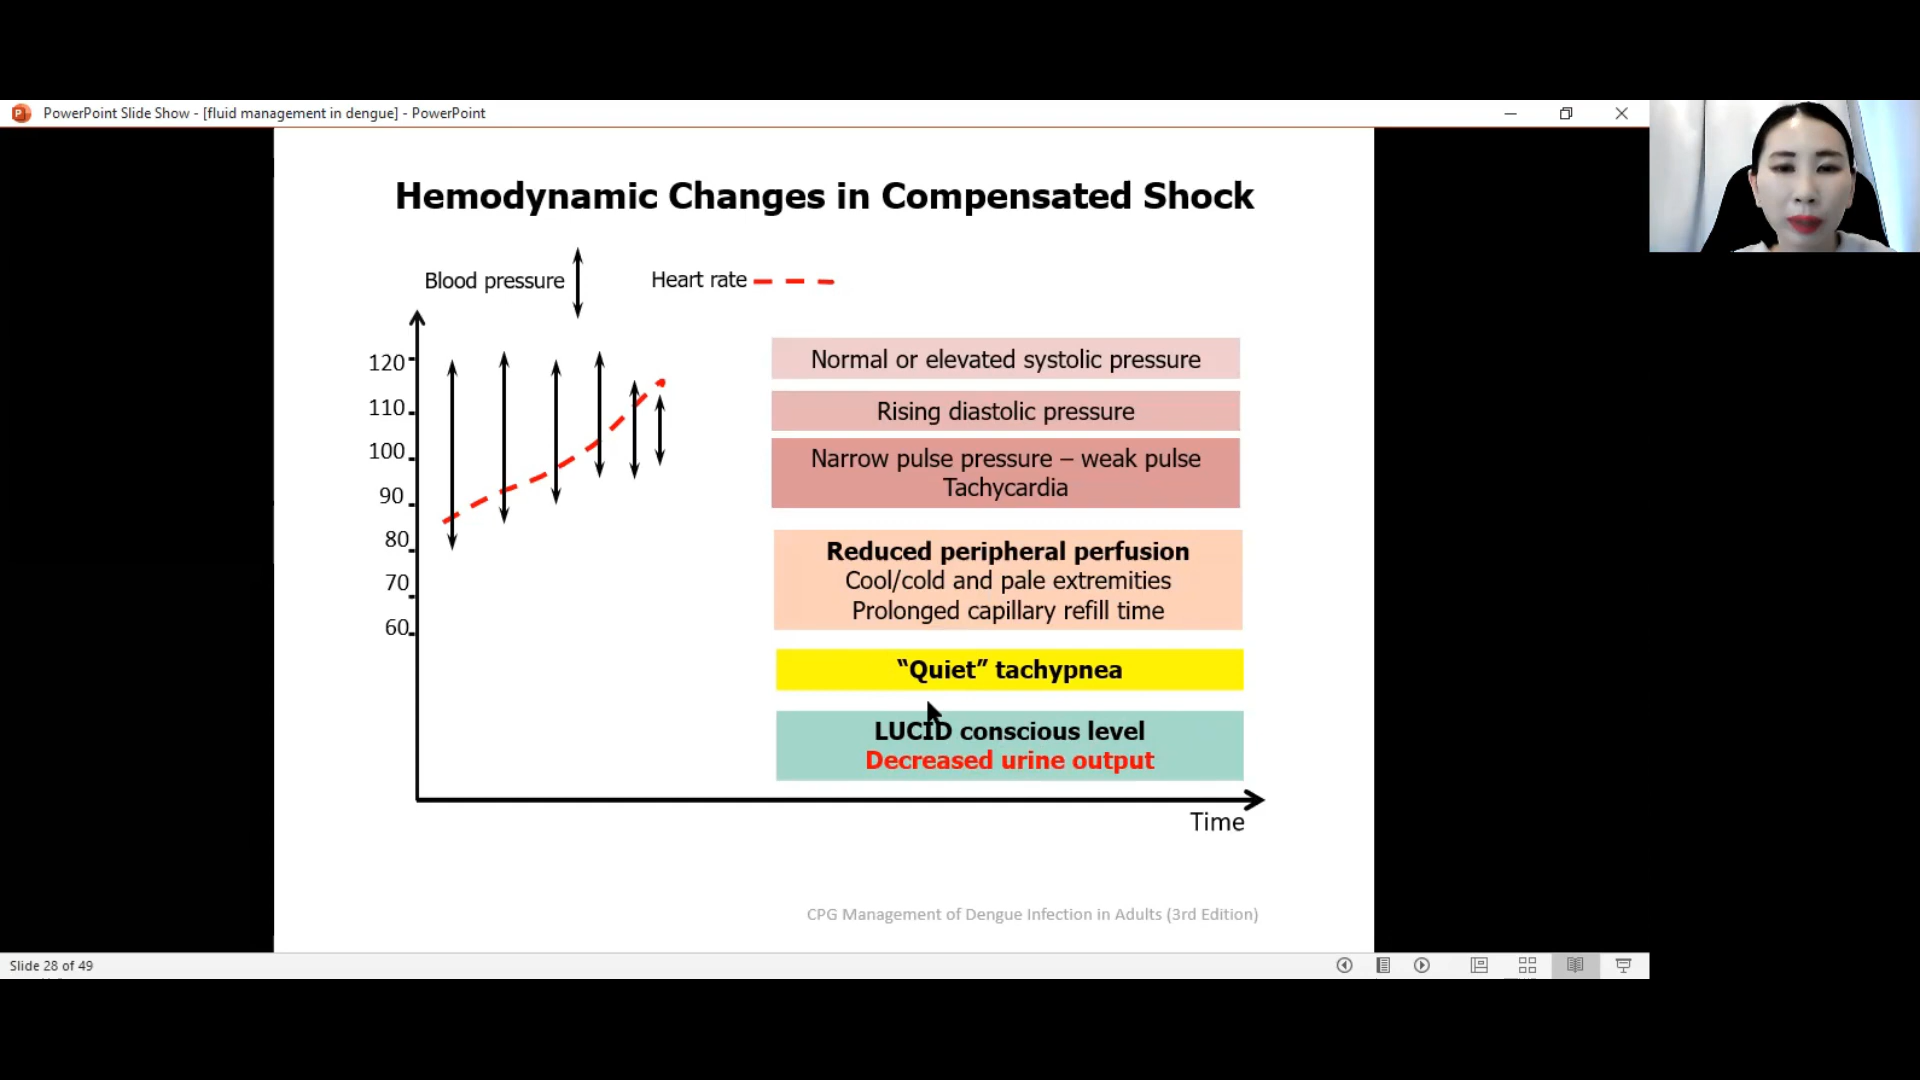 PowerPoint Slide Show - [fluid management in dengue] - PowerPoint
Hemodynamic Changes in Compensated Shock
Blood pressure
Heart rate
120
110
100
90
80
70
60
Normal or elevated systolic pressure
Rising diastolic pressure
Narrow pulse pressure – weak pulse
Tachycardia
Reduced peripheral perfusion
Cool/cold and pale extremities
Prolonged capillary refill time
“Quiet” tachypnea
LUCID conscious level
Decreased urine output
Time
CPG Management of Dengue Infection in Adults (3rd Edition)
Slide 28 of 49